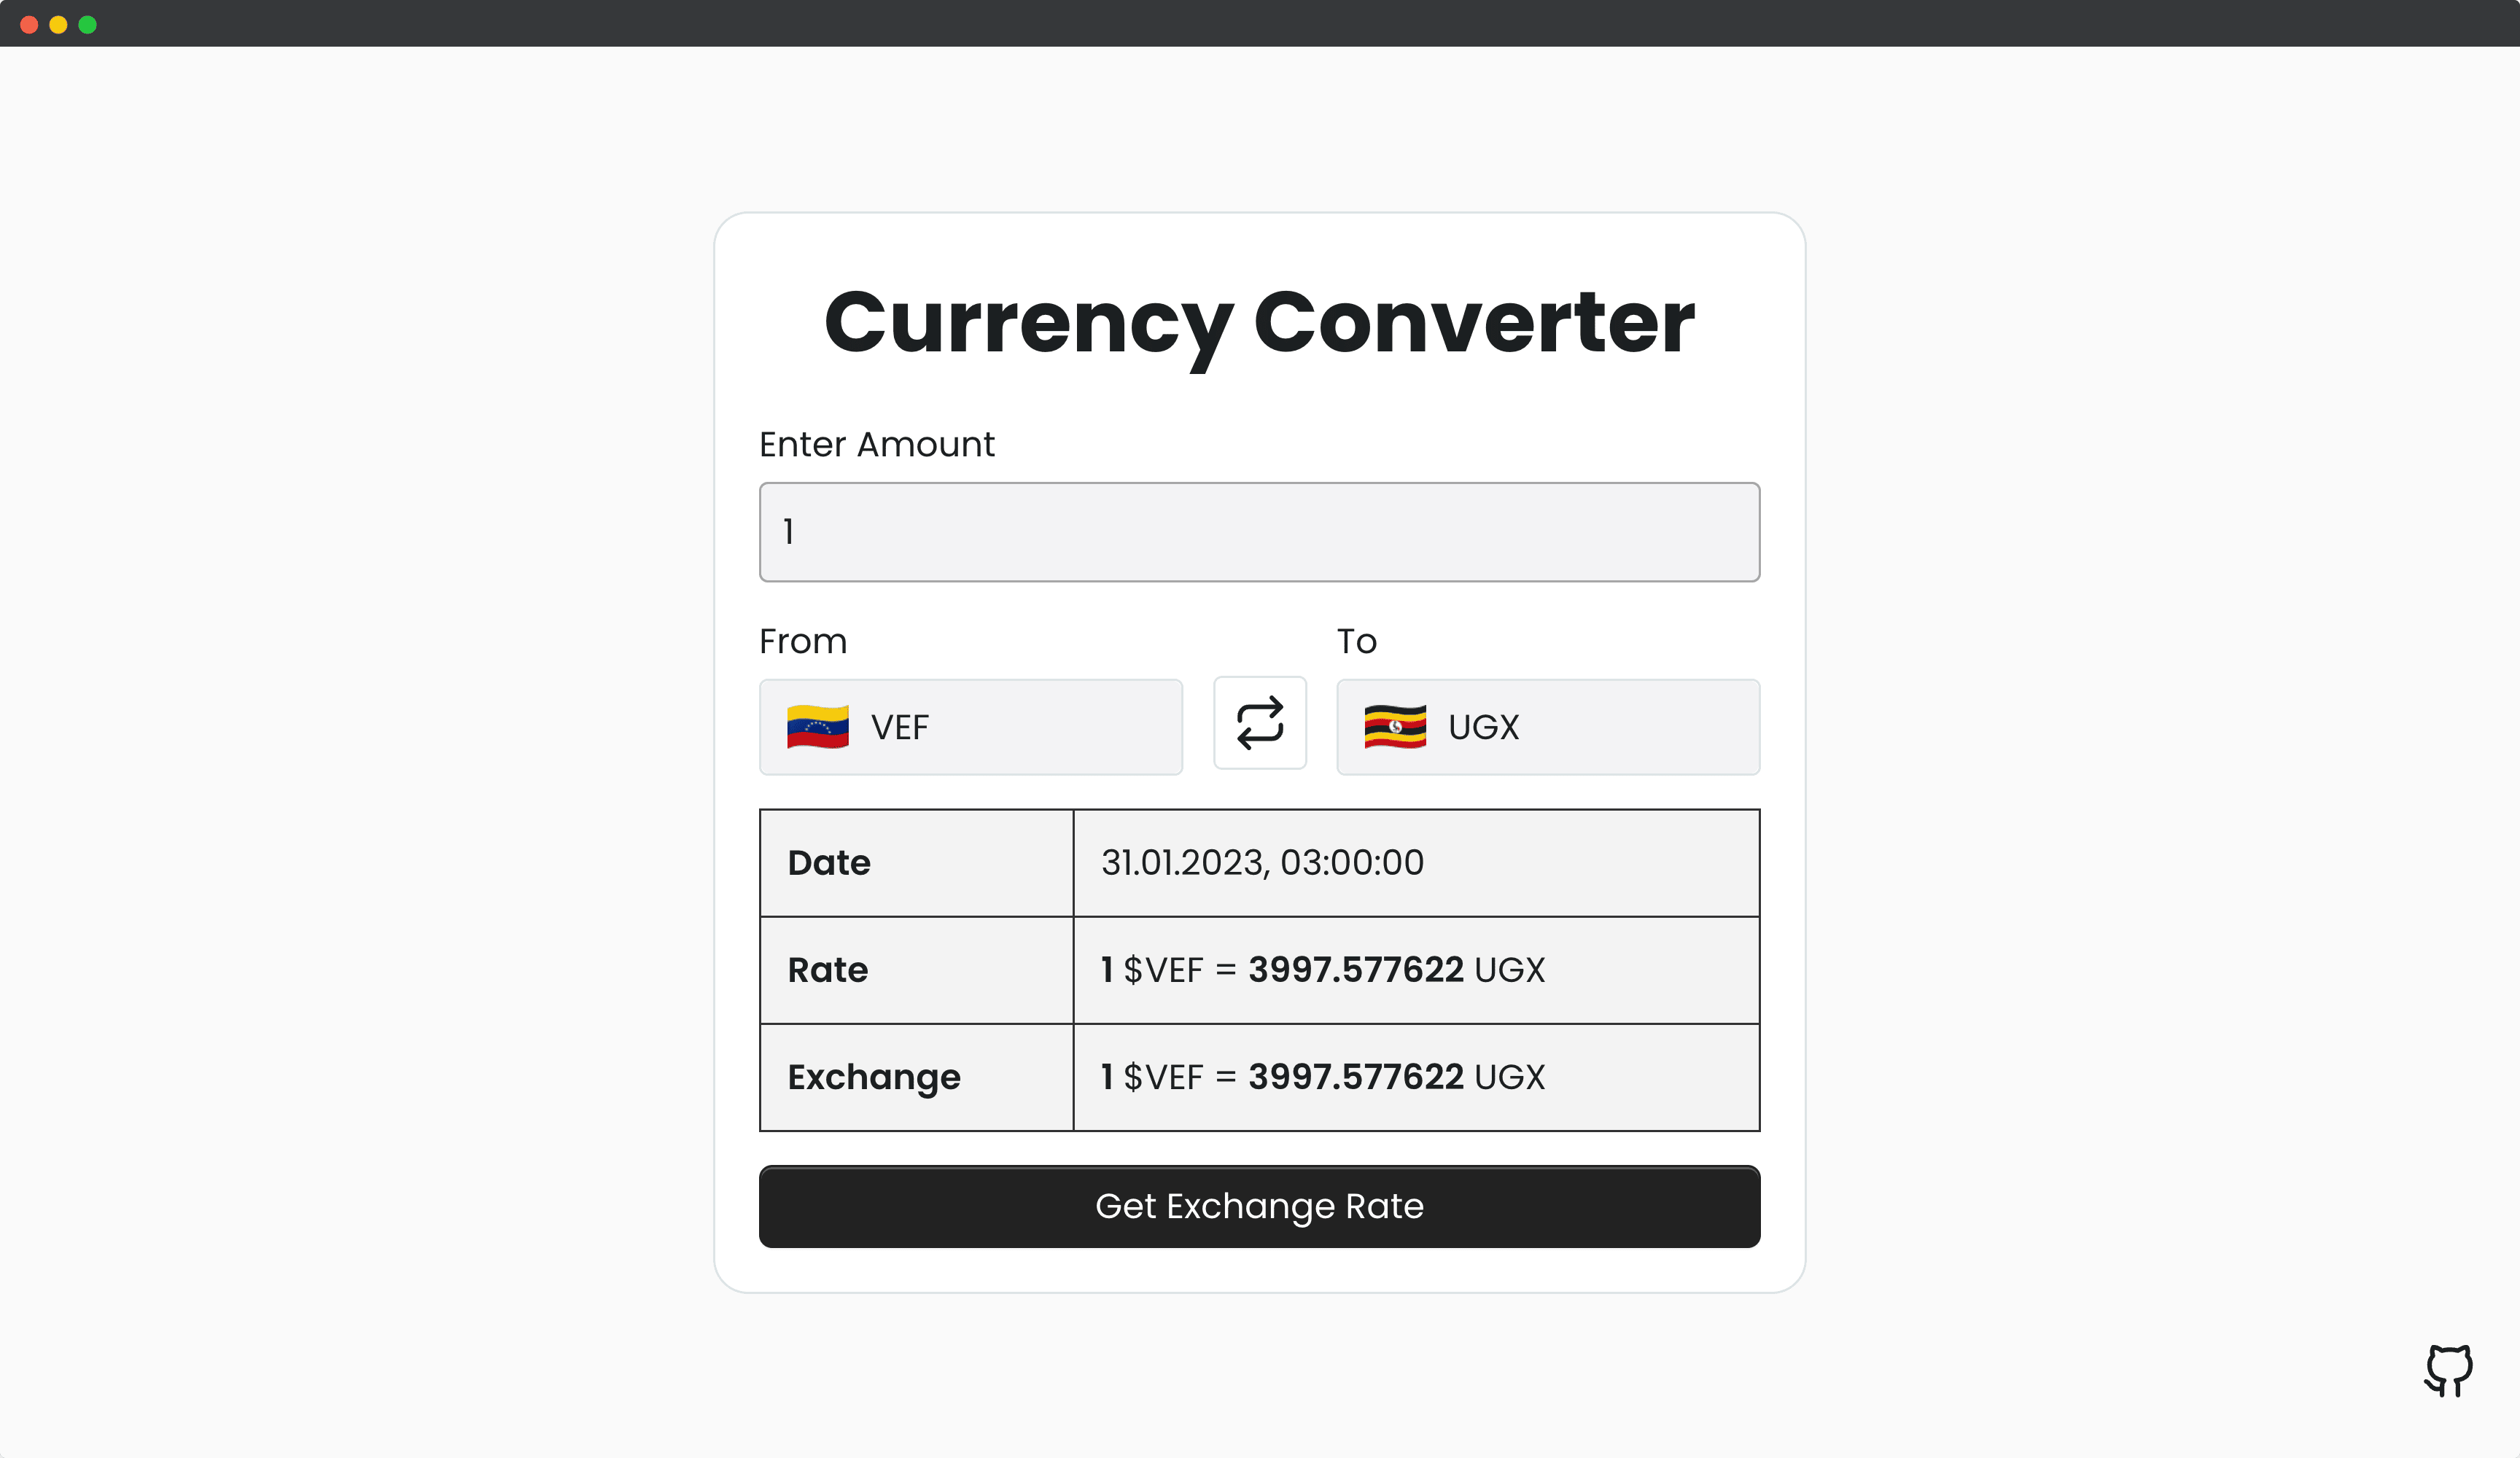 Currency Converter
Enter Amount
1
From To
VEF UGX
Date 31.01.2023, 03:00:00
Rate 1 $VEF = 3997.577622 UGX
Exchange 1 $VEF = 3997.577622 UGX
Get Exchange Rate